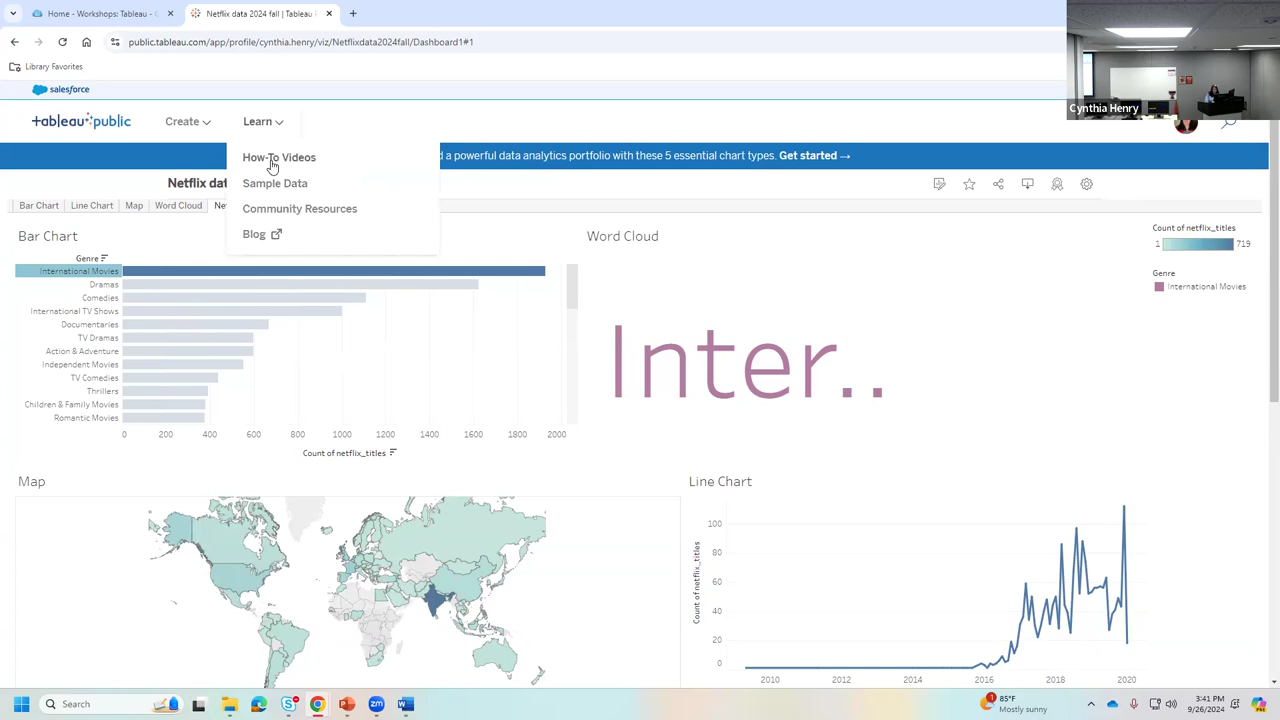 Home - Workshops: Tableau -
Netflix data 2024 fall | Tableau
public.tableau.com/app/profile/cynthia.henry/viz/Netflixdata2024fall/Dashboard1#1
Library Favorites
salesforce
Cynthia Henry
tableau public
Create
Learn
How-To Videos
Sample Data
Community Resources
Blog
d a powerful data analytics portfolio with these 5 essential chart types. Get started →
Netflix dat
Bar Chart
Line Chart
Map
Word Cloud
Net
Bar Chart
Genre
International Movies
Dramas
Comedies
International TV Shows
Documentaries
TV Dramas
Action & Adventure
Independent Movies
TV Comedies
Thrillers
Children & Family Movies
Romantic Movies
0 200 400 600 800 1000 1200 1400 1600 1800 2000
Count of netflix_titles
Word Cloud
Inter..
Count of netflix_titles
1 719
Genre
International Movies
Map
Line Chart
Count of netflix_titles
100
80
60
40
20
0
2010 2012 2014 2016 2018 2020
Search
1
85°F
Mostly sunny
3:41 PM
9/26/2024